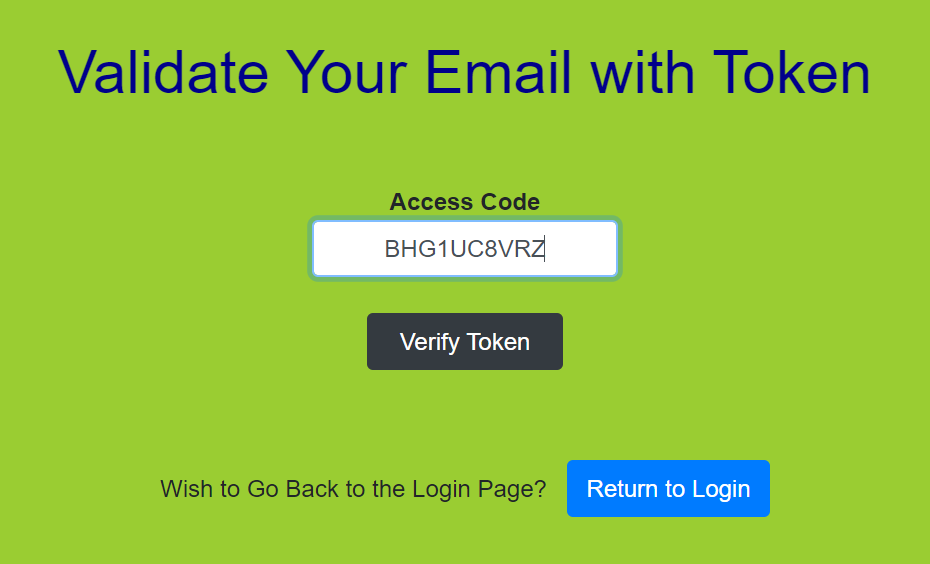 Validate Your Email with Token
Access Code
BHG1UC8VRZ
Verify Token
Wish to Go Back to the Login Page? Return to Login